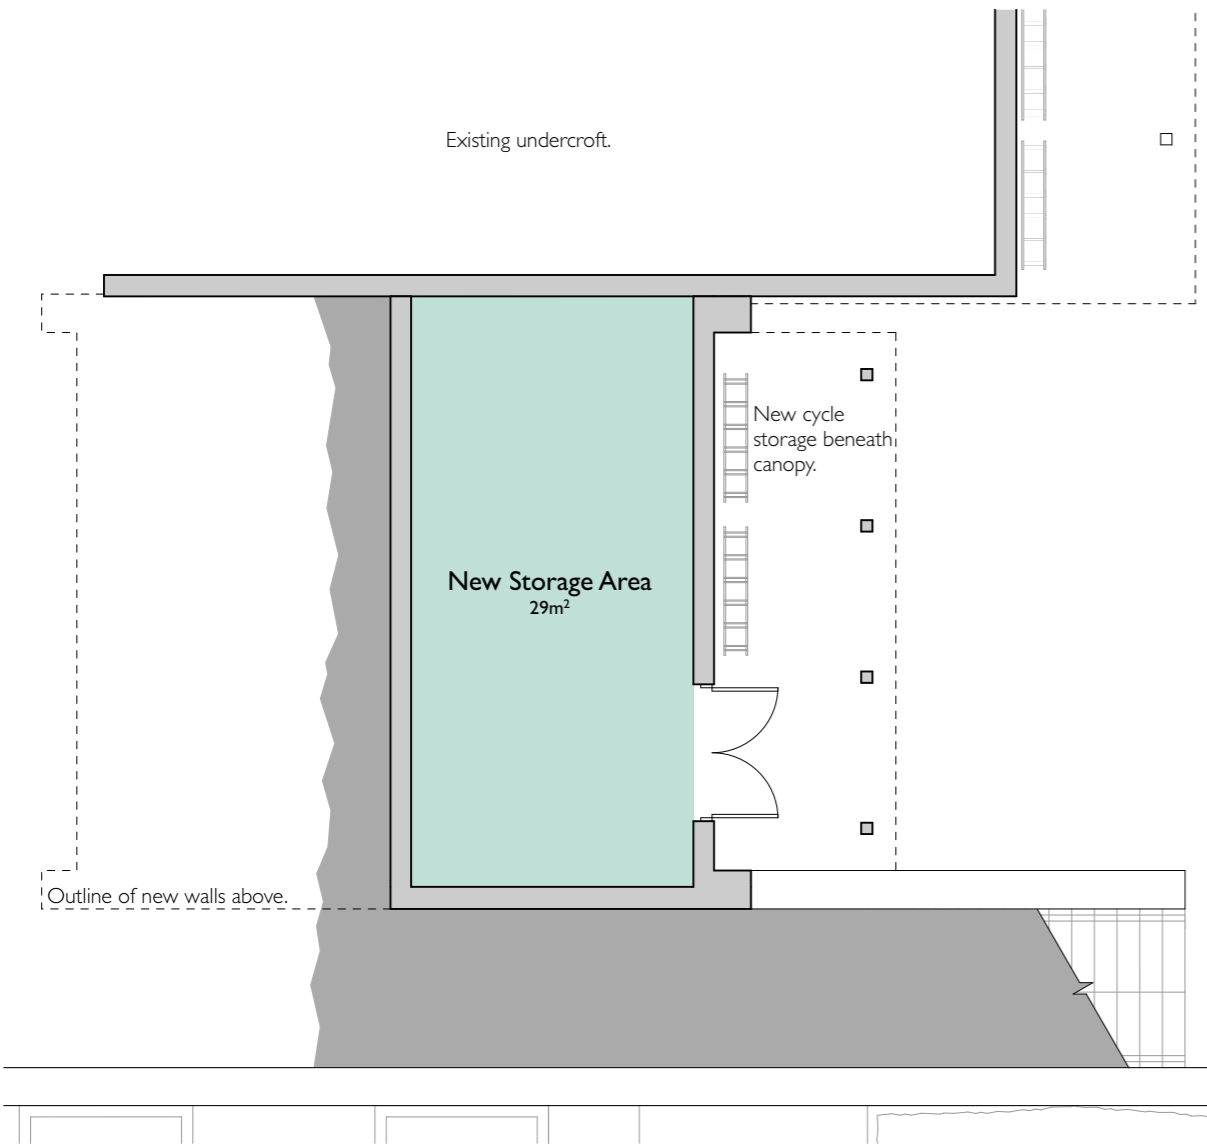 Existing undercroft.
New cycle
storage beneath
canopy.
New Storage Area
29m²
Outline of new walls above.